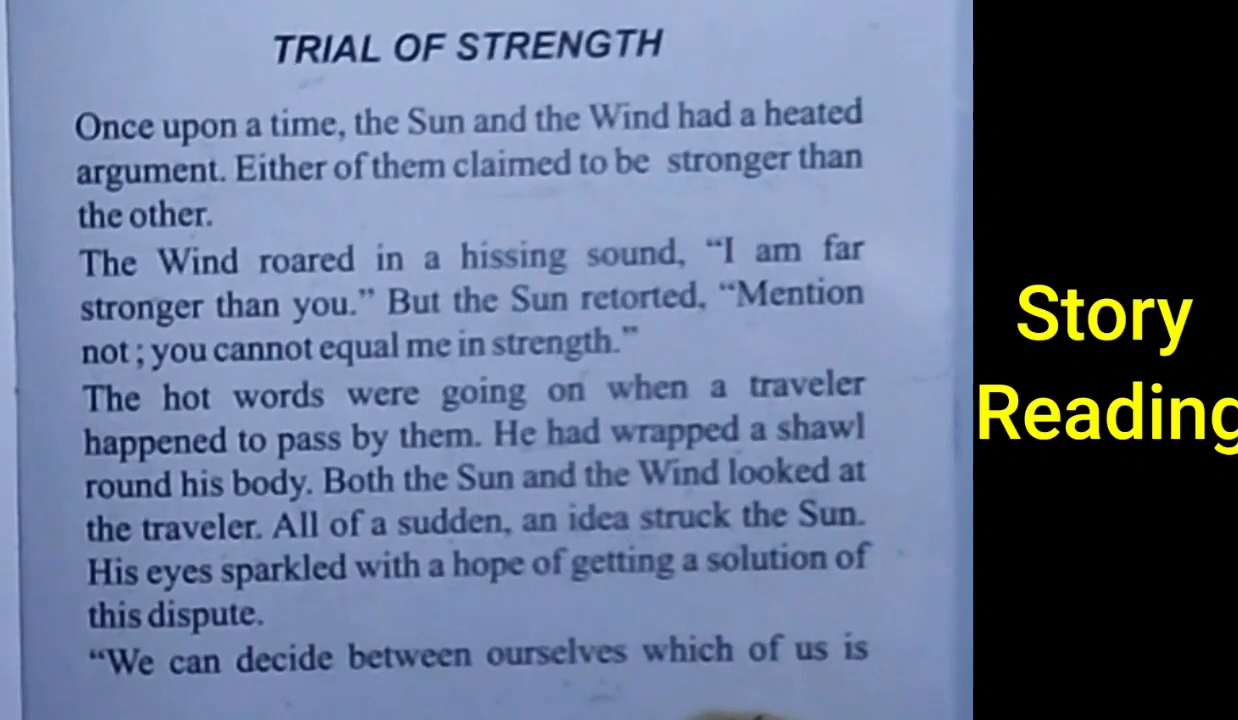 TRIAL OF STRENGTH
Once upon a time, the Sun and the Wind had a heated
argument. Either of them claimed to be stronger than
the other.
The Wind roared in a hissing sound, “I am far
stronger than you.” But the Sun retorted, “Mention
not ; you cannot equal me in strength.”
The hot words were going on when a traveler
happened to pass by them. He had wrapped a shawl
round his body. Both the Sun and the Wind looked at
the traveler. All of a sudden, an idea struck the Sun.
His eyes sparkled with a hope of getting a solution of
this dispute.
“We can decide between ourselves which of us is
Story
Reading